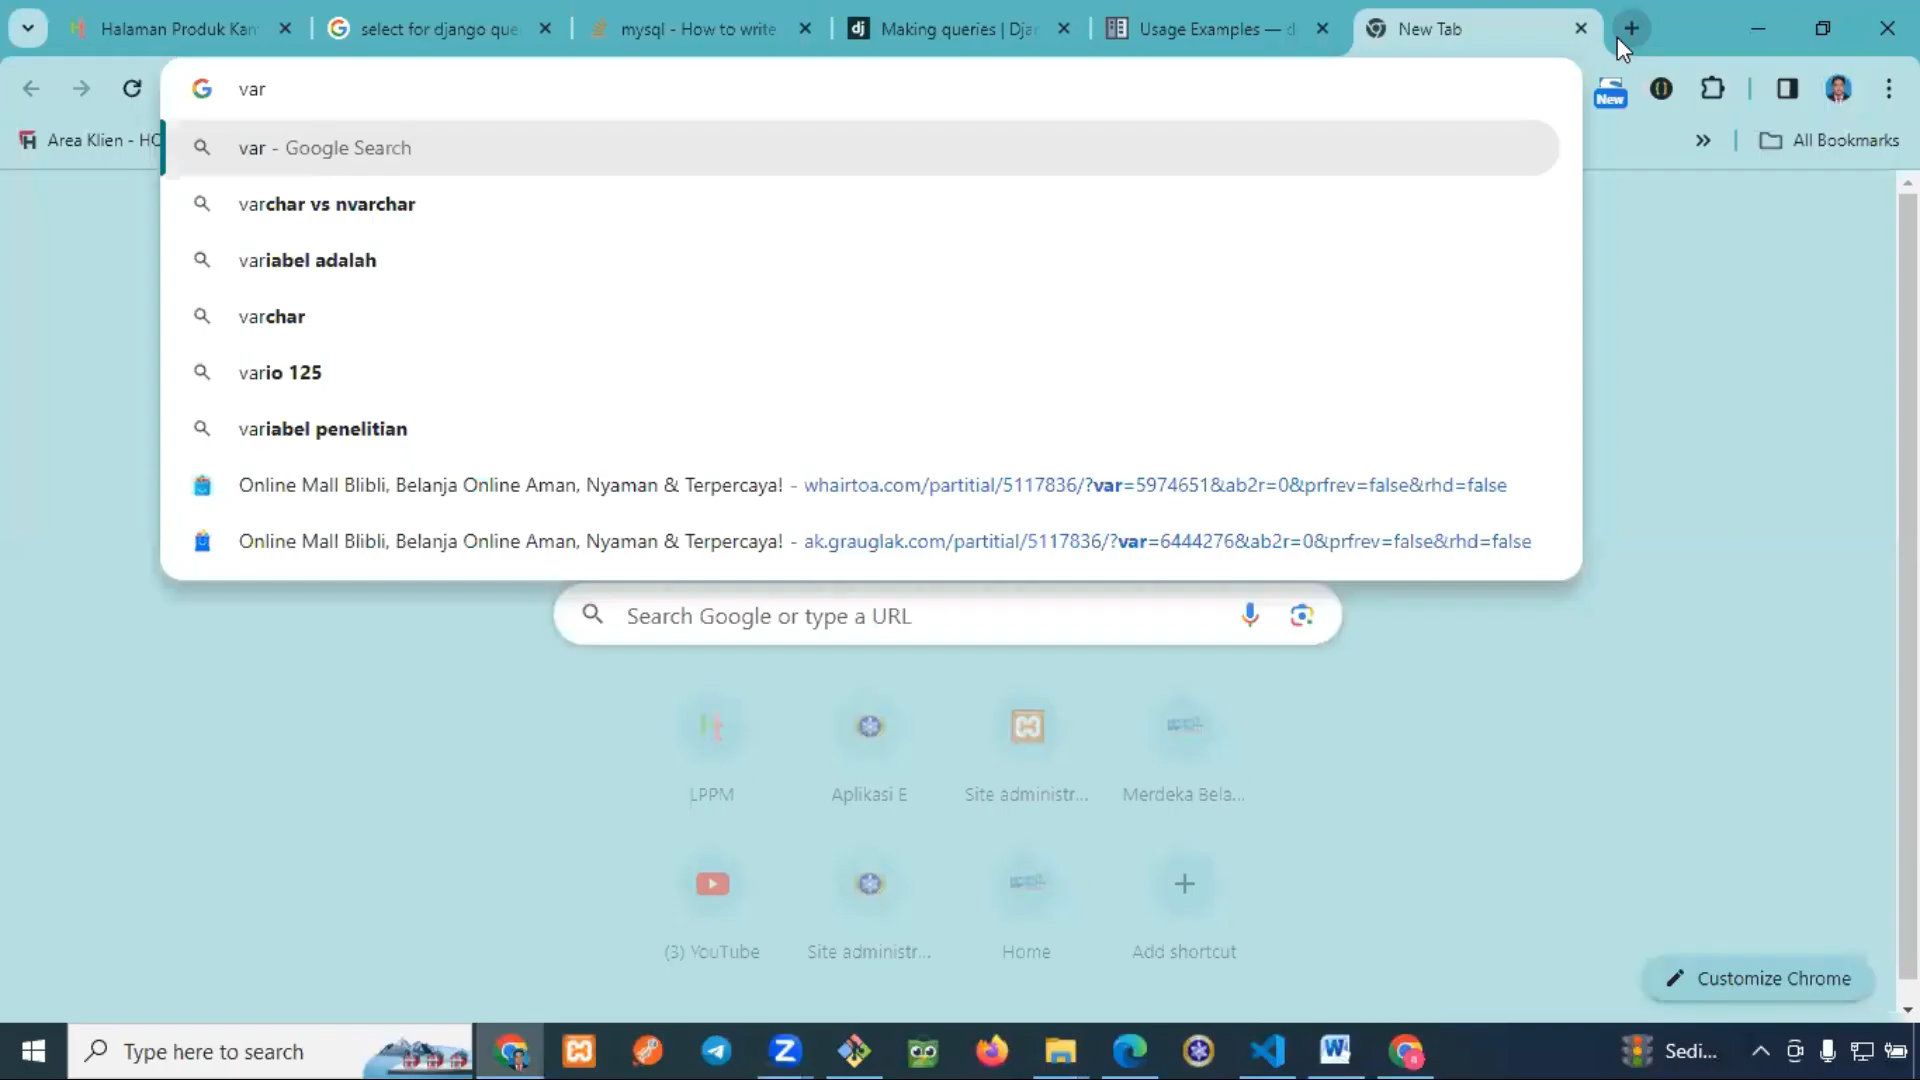 Halaman Produk Kan
select for django que
mysql - How to write
Making queries | Dja
Usage Examples — d
New Tab
var
New
Area Klien - HO
All Bookmarks
var - Google Search
varchar vs nvarchar
variabel adalah
varchar
vario 125
variabel penelitian
Online Mall Blibli, Belanja Online Aman, Nyaman & Terpercaya! - whairtoa.com/partitial/5117836/?var=5974651&ab2r=0&prfrev=false&rhd=false
Online Mall Blibli, Belanja Online Aman, Nyaman & Terpercaya! - ak.grauglak.com/partitial/5117836/?var=6444276&ab2r=0&prfrev=false&rhd=false
Search Google or type a URL
LPPM
Aplikasi E
Site administr...
Merdeka Bela...
(3) YouTube
Site administr...
Home
Add shortcut
Customize Chrome
Type here to search
Sedi...